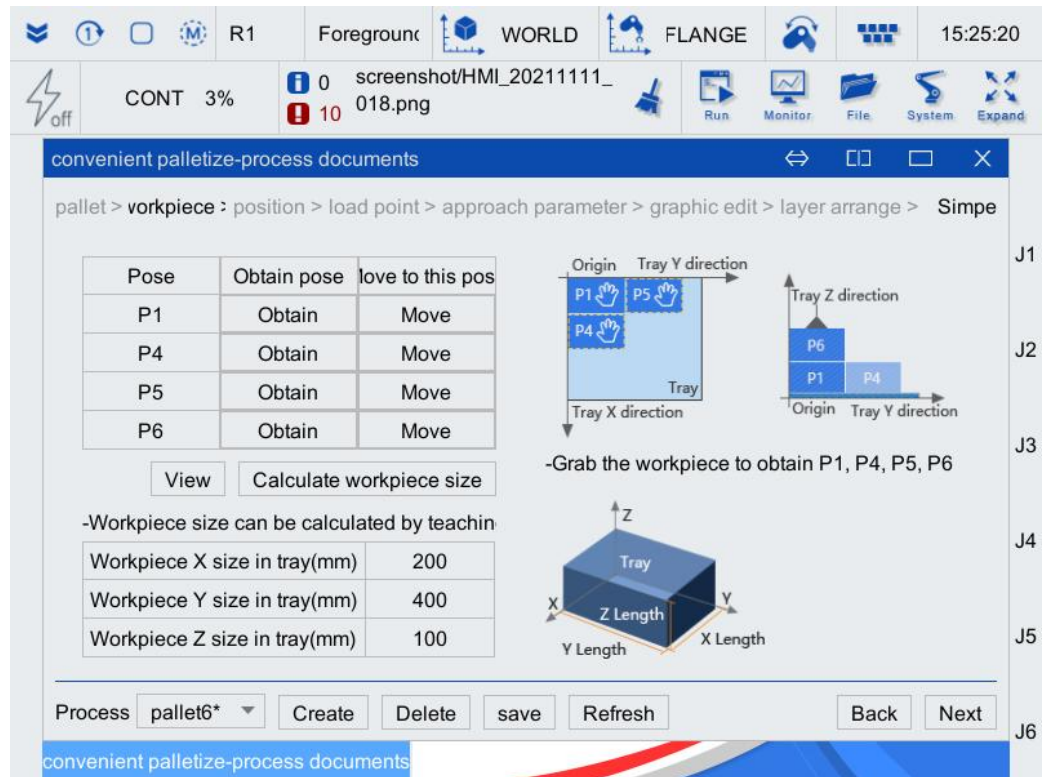 R1 Foreground WORLD FLANGE 15:25:20
off CONT 3% 0 10 screenshot/HMI_20211111_
018.png
Run Monitor File System Expand
convenient palletize-process documents
pallet > workpiece > position > load point > approach parameter > graphic edit > layer arrange > Simpe
Pose Obtain pose Move to this pos
P1 Obtain Move
P4 Obtain Move
P5 Obtain Move
P6 Obtain Move
View Calculate workpiece size
-Workpiece size can be calculated by teachin
Workpiece X size in tray(mm) 200
Workpiece Y size in tray(mm) 400
Workpiece Z size in tray(mm) 100
Origin Tray Y direction
P1 P5
P4
Tray
Tray X direction
Tray Z direction
P6
P1 P4
Origin Tray Y direction
-Grab the workpiece to obtain P1, P4, P5, P6
Z
Tray
X Y
Z Length
Y Length X Length
J1
J2
J3
J4
J5
J6
Process pallet6* Create Delete save Refresh Back Next
convenient palletize-process documents